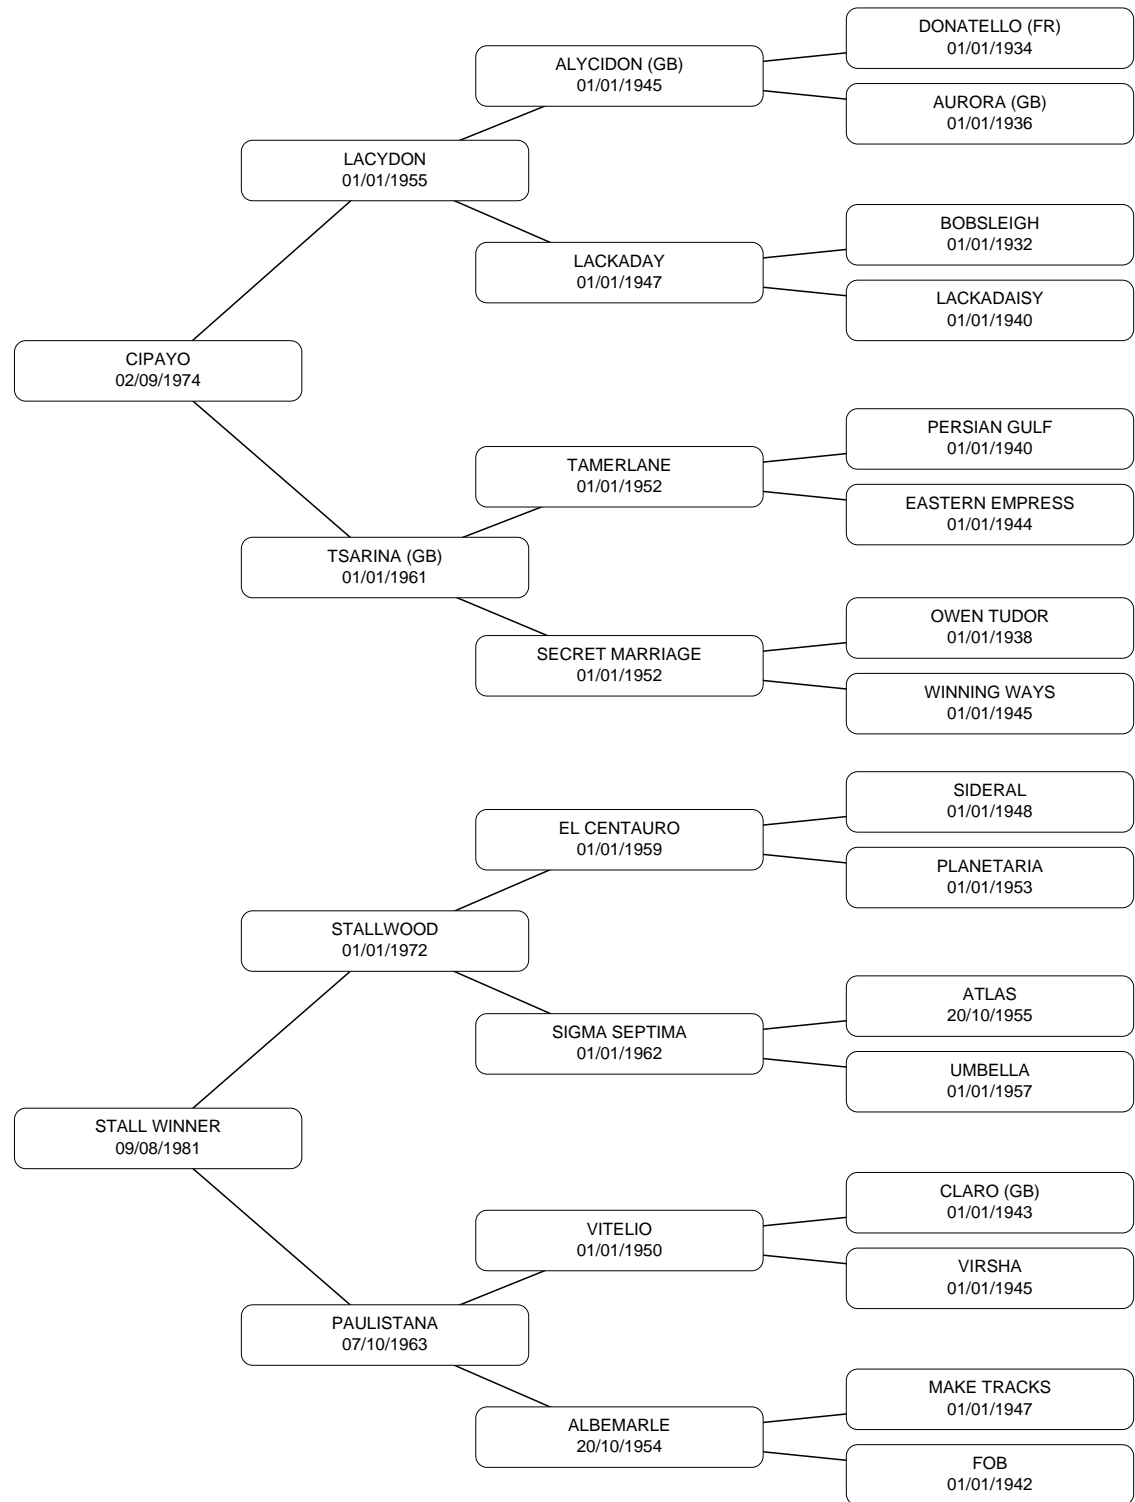 DONATELLO (FR)
01/01/1934
ALYCIDON (GB)
01/01/1945
AURORA (GB)
01/01/1936
LACYDON
01/01/1955
BOBSLEIGH
01/01/1932
LACKADAY
01/01/1947
LACKADAISY
01/01/1940
CIPAYO
02/09/1974
PERSIAN GULF
01/01/1940
TAMERLANE
01/01/1952
EASTERN EMPRESS
01/01/1944
TSARINA (GB)
01/01/1961
OWEN TUDOR
01/01/1938
SECRET MARRIAGE
01/01/1952
WINNING WAYS
01/01/1945
SIDERAL
01/01/1948
EL CENTAURO
01/01/1959
PLANETARIA
01/01/1953
STALLWOOD
01/01/1972
ATLAS
20/10/1955
SIGMA SEPTIMA
01/01/1962
UMBELLA
01/01/1957
STALL WINNER
09/08/1981
CLARO (GB)
01/01/1943
VITELIO
01/01/1950
VIRSHA
01/01/1945
PAULISTANA
07/10/1963
MAKE TRACKS
01/01/1947
ALBEMARLE
20/10/1954
FOB
01/01/1942